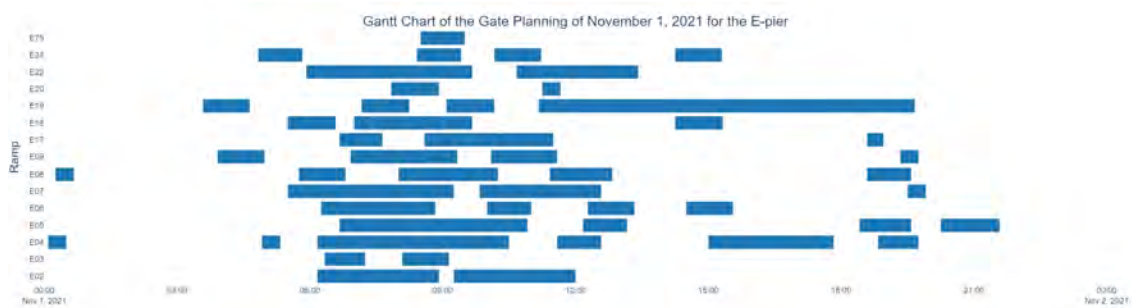 Gantt Chart of the Gate Planning of November 1, 2021 for the E-pier
Ramp
E75
E24
E22
E20
E19
E18
E17
E09
E08
E07
E06
E05
E04
E03
E02
00:00
03:00
06:00
09:00
12:00
15:00
18:00
21:00
00:00
Nov 1, 2021
Nov 2, 2021